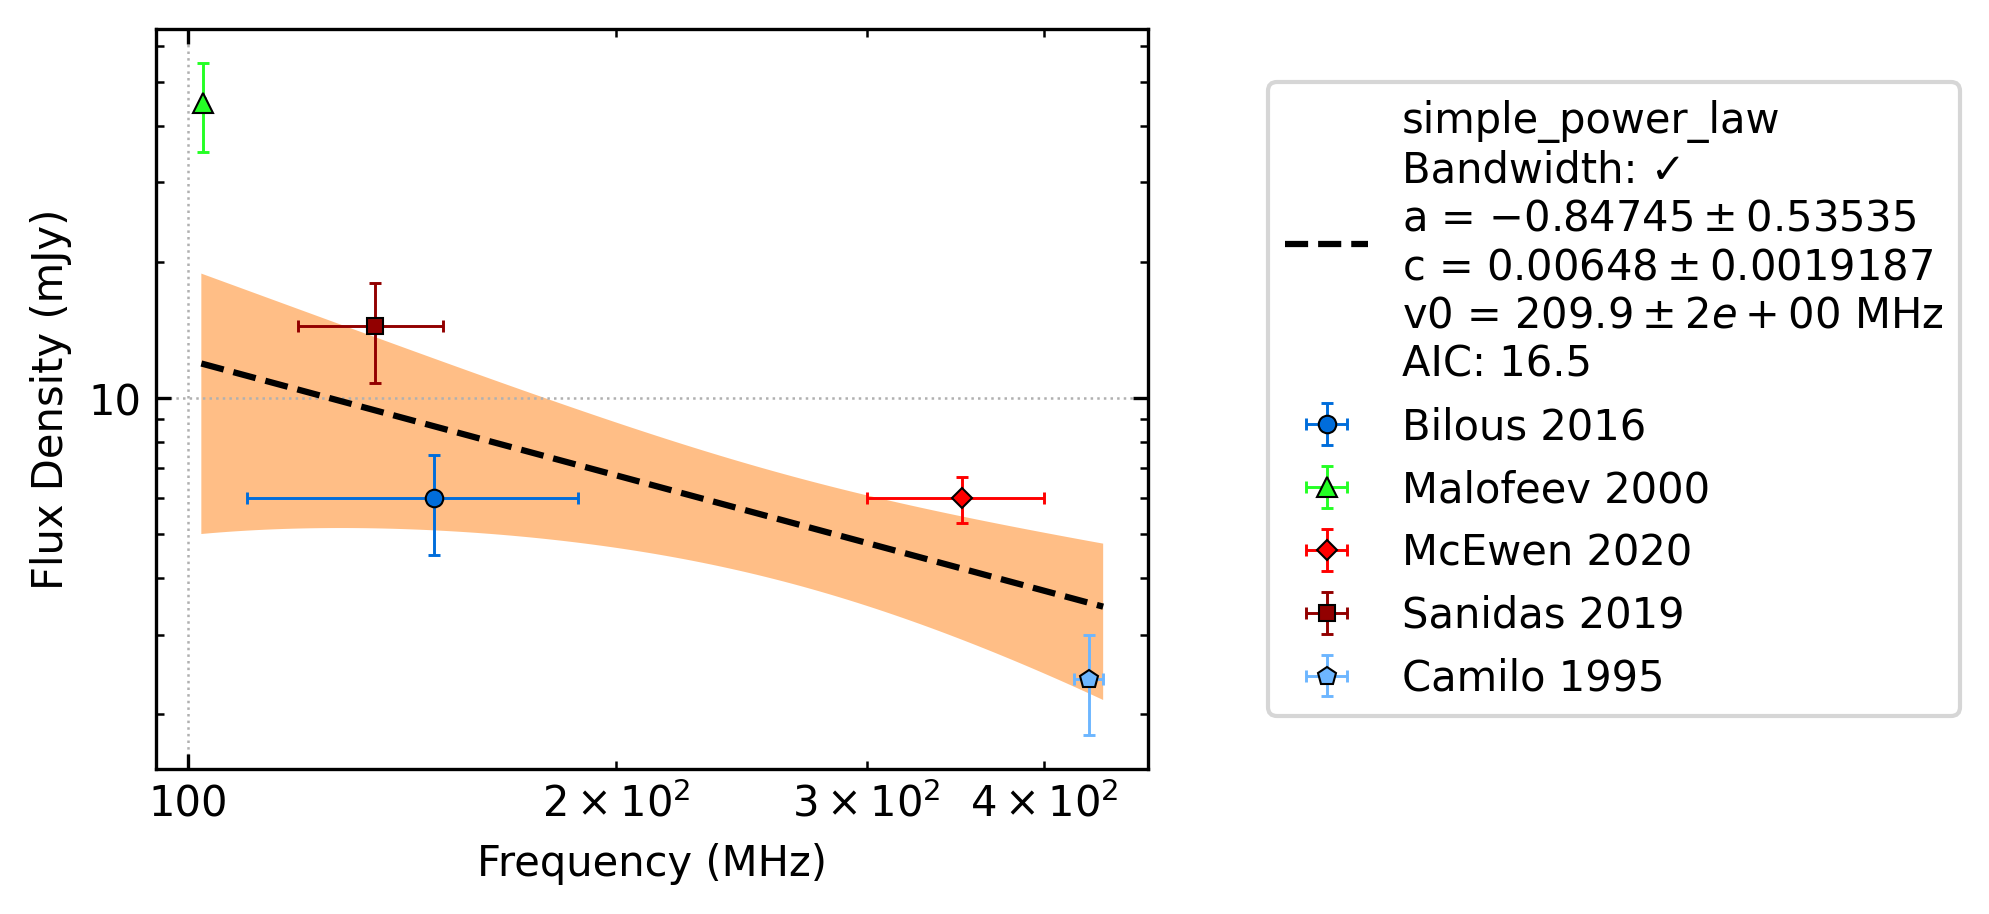 Flux Density (mJy)
10
100
2 × 10²
3 × 10²
4 × 10²
Frequency (MHz)
simple_power_law
Bandwidth: ✓
a = −0.84745 ± 0.53535
c = 0.00648 ± 0.0019187
v0 = 209.9 ± 2e + 00 MHz
AIC: 16.5
Bilous 2016
Malofeev 2000
McEwen 2020
Sanidas 2019
Camilo 1995